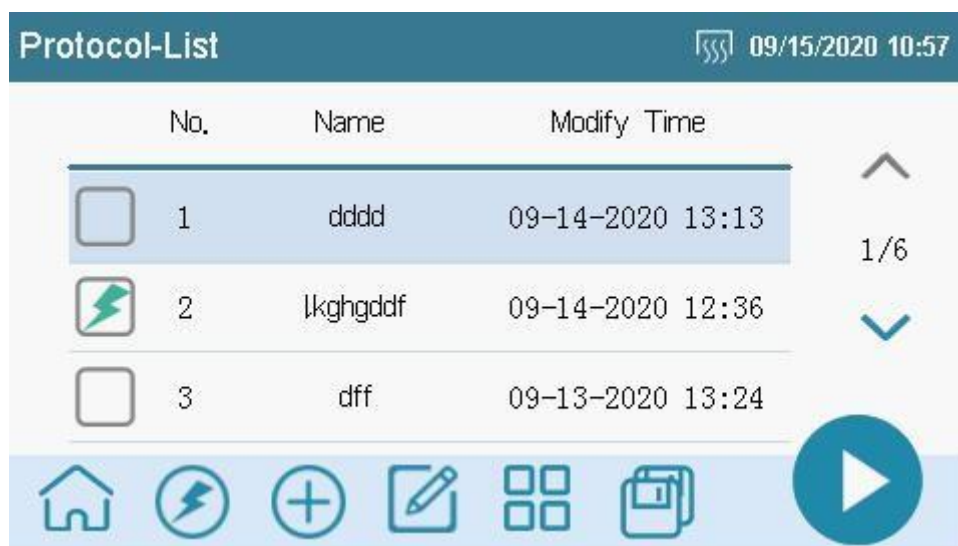 Protocol-List 09/15/2020 10:57
No. Name Modify Time
1 dddd 09-14-2020 13:13
1/6
2 lkghgddf 09-14-2020 12:36
3 dff 09-13-2020 13:24